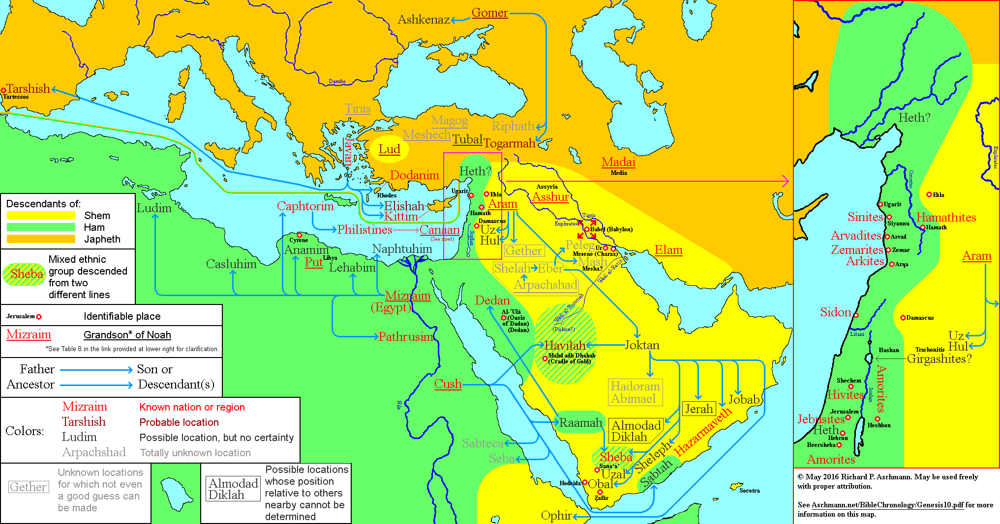 Gomer
Ashkenaz
Danube
Tarshish
Tartessos
Tiras
Magog
Meshech
Tubal
Riphath
Togarmah
Lud
Javan
Madai
Media
Dodanim
Rhodes
Heth?
Ugarit
Ebla
Aram
Hamath
Assyria
Asshur
Elishah
Kittim
Caphtorim
Philistines
Canaan
(See inset)
Damascus
Jordan
Uz
Hul
Gether
Tigris
Euphrates
Babel (Babylon)
Peleg
Ur
Mesene (Charax)
Mash
Mesha?
Elam
Shelah
Eber
Arpachshad
Wadi al-Batin
Wadi al-Rummah
(Pishon?)
Ludim
Cyrene
Anamim
Put
Libya
Casluhim
Lehabim
Naphtuhim
Mizraim
(Egypt)
Pathrusim
Dedan
Al-ʻUlā
(Oasis
of Dadan)
(Dedan)
Havilah
Mahd adh Dhahab
(Cradle of Gold)
Joktan
Cush
Nile
Hadoram
Abimael
Jerah
Jobab
Hazarmaveth
Almodad
Diklah
Raamah
Sabteca
Seba
Sheba
Sanaʻaʼ
Sheleph
Uzal
Obal
Hodeida
Ẓafār
Sabtah
Ophir
Socotra
Descendants of:
Shem
Ham
Japheth
Sheba
Mixed ethnic
group descended
from two
different lines
Jerusalem
Identifiable place
Mizraim
Grandson* of Noah
*See Table 8 in the link provided at lower right for clarification.
Father
Son or
Ancestor
Descendant(s)
Colors:
Mizraim
Known nation or region
Tarshish
Probable location
Ludim
Possible location, but no certainty
Arpachshad
Totally unknown location
Gether
Unknown locations
for which not even
a good guess can
be made
Almodad
Diklah
Possible locations
whose position
relative to others
nearby cannot be
determined
Heth?
Euphrates
Orontes
Ebla
Ugarit
Sinites
Siyannu
Hamathites
Hamath
Arvadites
Arvad
Zemarites
Zemar
Arkites
Arqa
Aram
Sidon
Damascus
Litani
Uz
Hul
Trachonitis
Bashan
Girgashites?
Amorites
Shechem
Hivites
Jordan
Jerusalem
Jebusites
Heshbon
Heth
Hebron
Beersheba
Amorites
© May 2016 Richard P. Aschmann. May be used freely
with proper attribution.
See Aschmann.net/BibleChronology/Genesis10.pdf for more
information on this map.